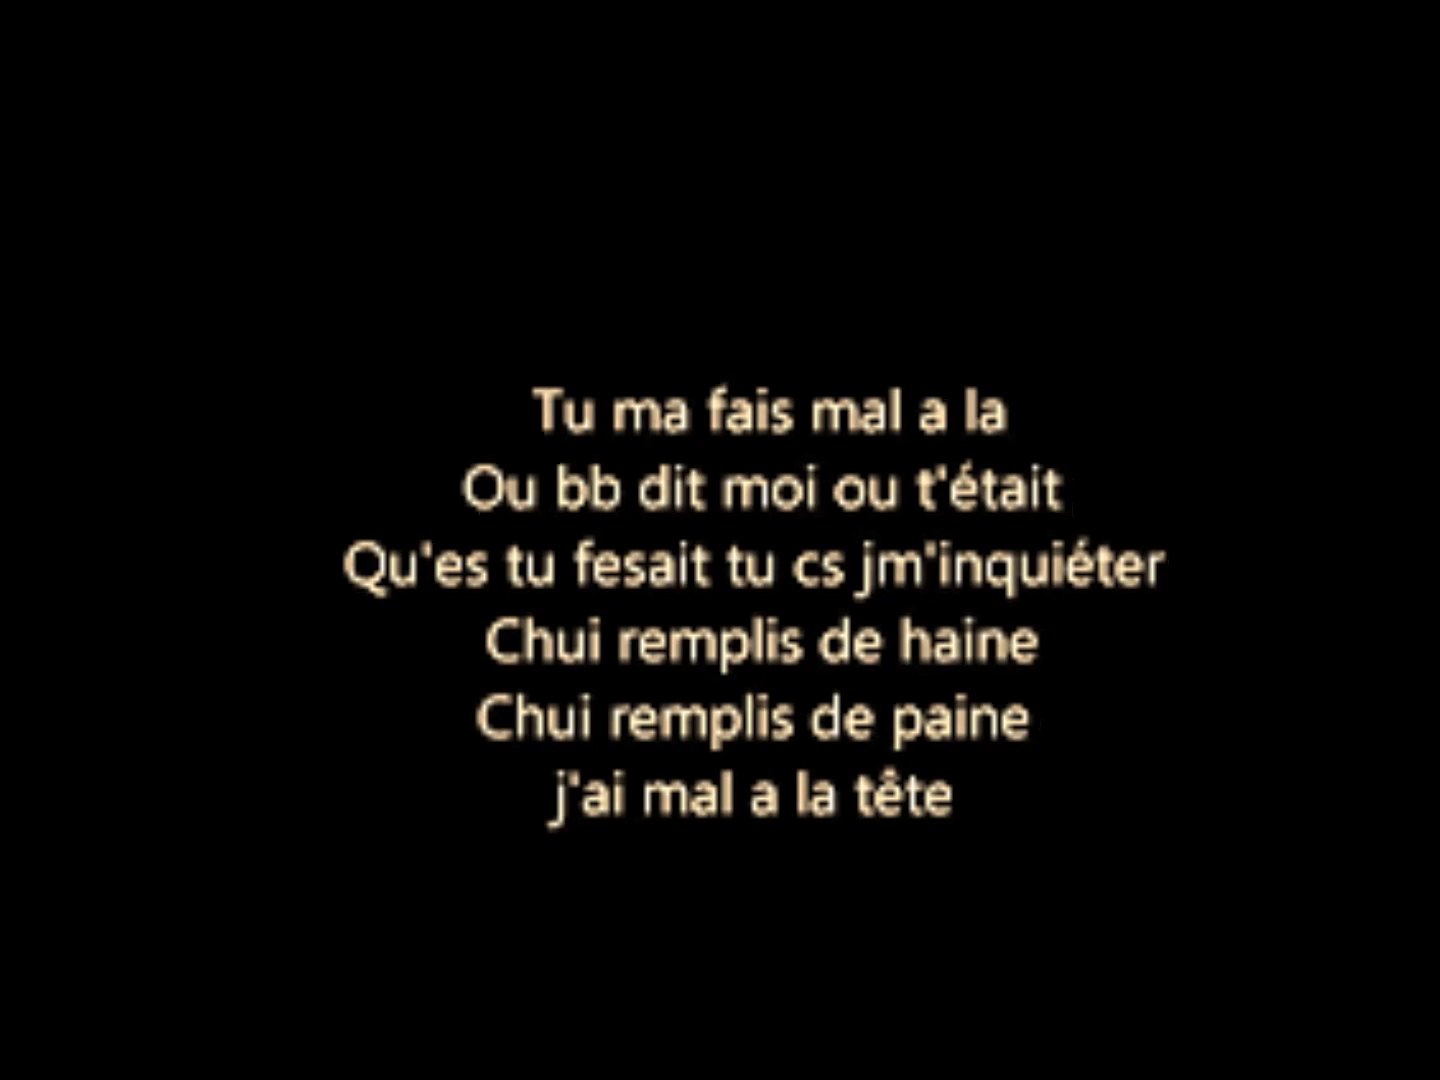 Tu ma fais mal a la
Ou bb dit moi ou t'était
Qu'es tu fesait tu cs jm'inquiéter
Chui remplis de haine
Chui remplis de paine
j'ai mal a la tête